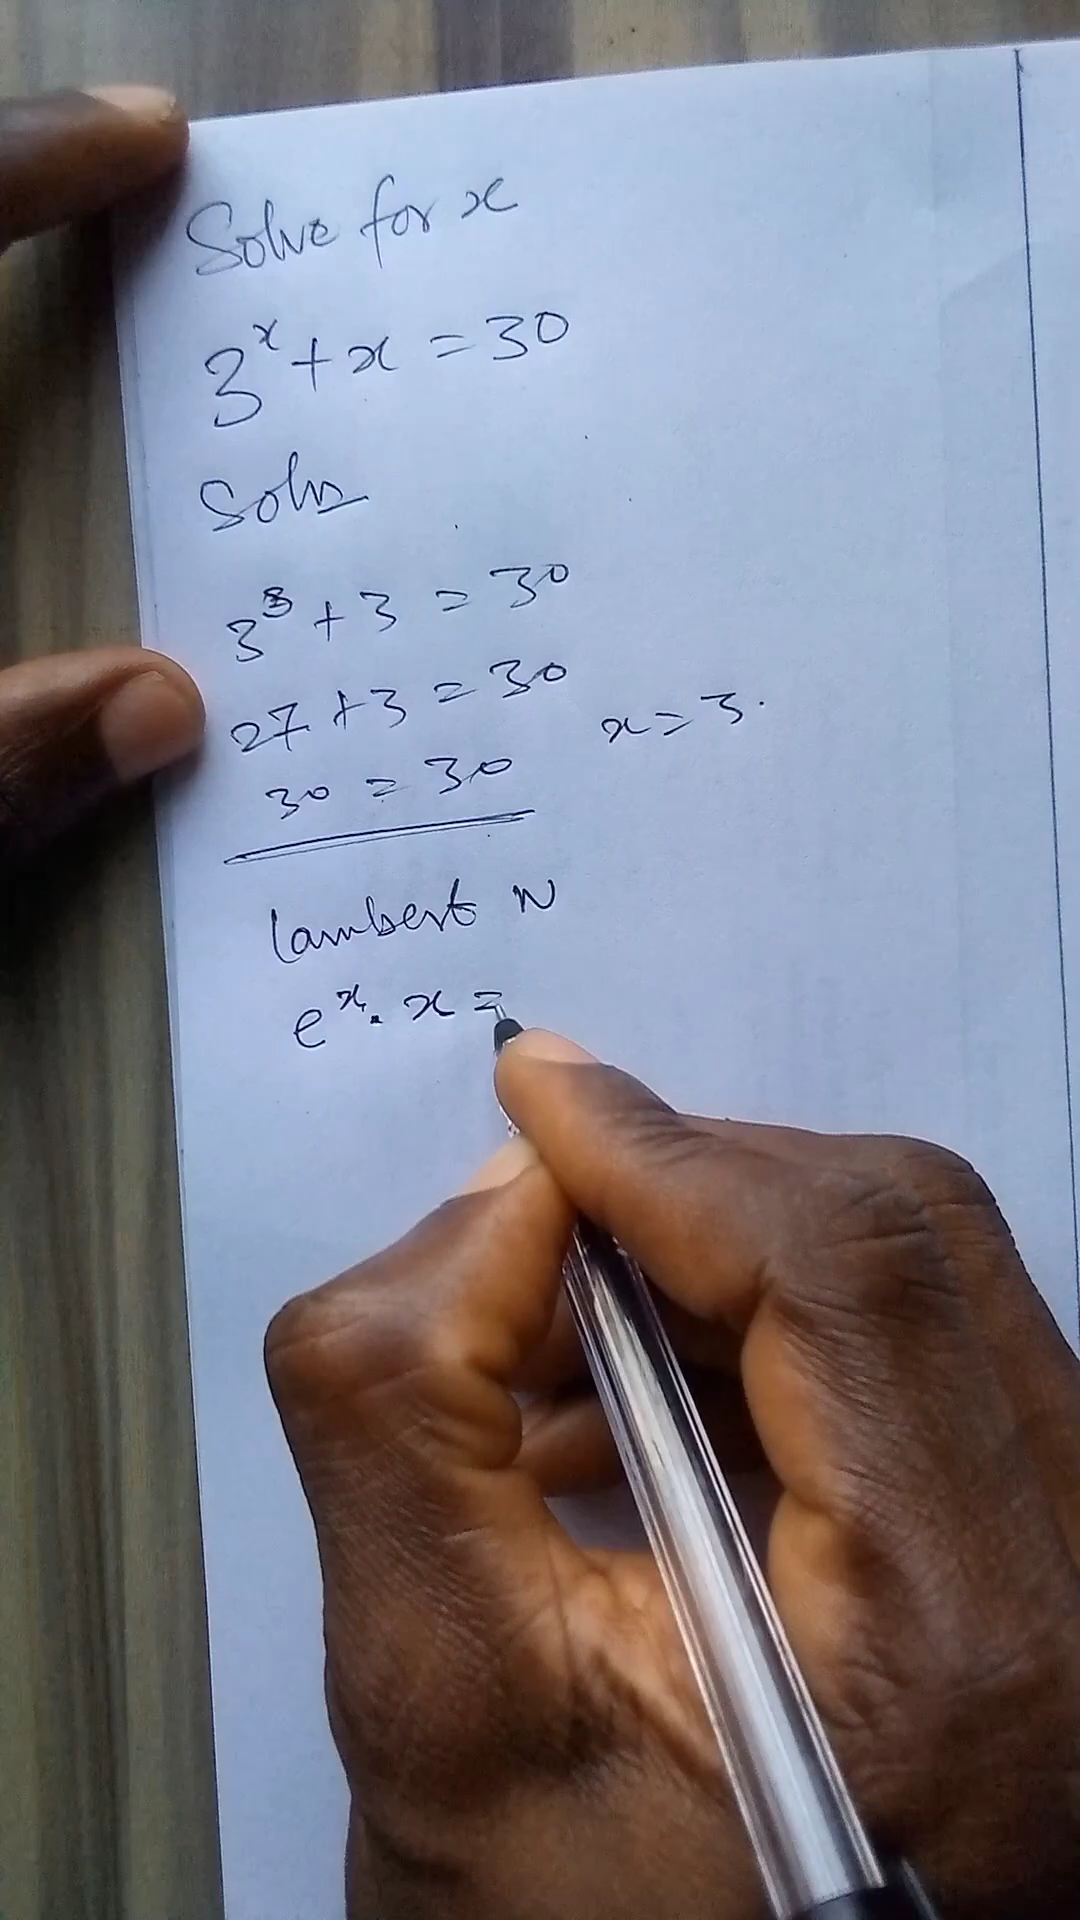 Solve for x
3^x + x = 30
Soln
3^3 + 3 = 30
27 + 3 = 30
x = 3.
30 = 30
Lambert W
e^x . x =